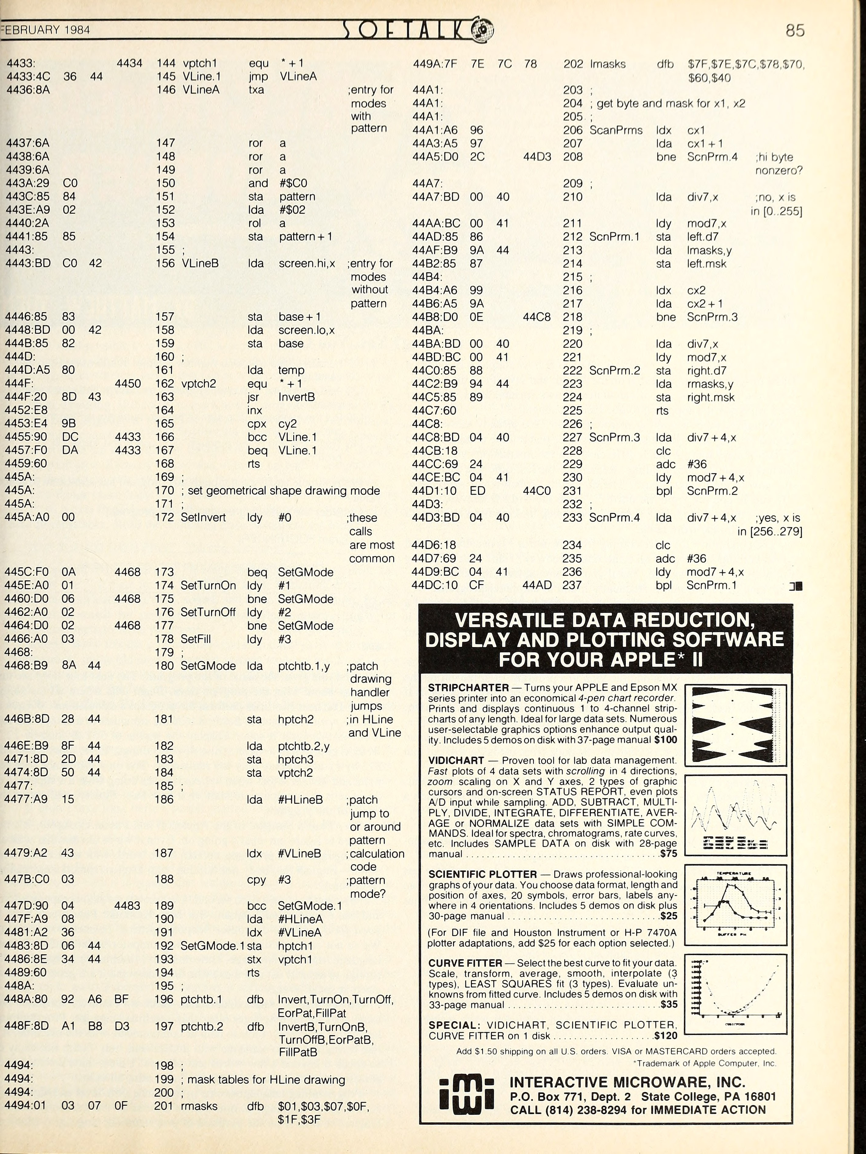 FEBRUARY 1984
SOFTALK
85
4433: 4434 144 vptch1 equ * + 1
4433:4C 36 44 145 VLine.1 jmp VLineA
4436:8A 146 VLineA txa ;entry for
modes
with
pattern
4437:6A 147 ror a
4438:6A 148 ror a
4439:6A 149 ror a
443A:29 C0 150 and #$C0
443C:85 84 151 sta pattern
443E:A9 02 152 lda #$02
4440:2A 153 rol a
4441:85 85 154 sta pattern + 1
4443: 155 ;
4443:BD C0 42 156 VLineB lda screen.hi,x ;entry for
modes
without
pattern
4446:85 83 157 sta base + 1
4448:BD 00 42 158 lda screen.lo,x
444B:85 82 159 sta base
444D: 160 ;
444D:A5 80 161 lda temp
444F: 4450 162 vptch2 equ * + 1
444F:20 8D 43 163 jsr InvertB
4452:E8 164 inx
4453:E4 9B 165 cpx cy2
4455:90 DC 4433 166 bcc VLine.1
4457:F0 DA 4433 167 beq VLine.1
4459:60 168 rts
445A: 169 ;
445A: 170 ; set geometrical shape drawing mode
445A: 171 ;
445A:A0 00 172 SetInvert ldy #0 ;these
calls
are most
common
445C:F0 0A 4468 173 beq SetGMode
445E:A0 01 174 SetTurnOn ldy #1
4460:D0 06 4468 175 bne SetGMode
4462:A0 02 176 SetTurnOff ldy #2
4464:D0 02 4468 177 bne SetGMode
4466:A0 03 178 SetFill ldy #3
4468: 179 ;
4468:B9 8A 44 180 SetGMode lda ptchtb.1,y ;patch
drawing
handler
jumps
446B:8D 28 44 181 sta hptch2 ;in HLine
and VLine
446E:B9 8F 44 182 lda ptchtb.2,y
4471:8D 2D 44 183 sta hptch3
4474:8D 50 44 184 sta vptch2
4477: 185 ;
4477:A9 15 186 lda #HLineB ;patch
jump to
or around
pattern
4479:A2 43 187 ldx #VLineB ;calculation
code
447B:C0 03 188 cpy #3 ;pattern
mode?
447D:90 04 4483 189 bcc SetGMode.1
447F:A9 08 190 lda #HLineA
4481:A2 36 191 ldx #VLineA
4483:8D 06 44 192 SetGMode.1 sta hptch1
4486:8E 34 44 193 stx vptch1
4489:60 194 rts
448A: 195 ;
448A:80 92 A6 BF 196 ptchtb.1 dfb Invert,TurnOn,TurnOff,
EorPat,FillPat
448F:8D A1 B8 D3 197 ptchtb.2 dfb InvertB,TurnOnB,
TurnOffB,EorPatB,
FillPatB
4494: 198 ;
4494: 199 ; mask tables for HLine drawing
4494: 200 ;
4494:01 03 07 0F 201 rmasks dfb $01,$03,$07,$0F,
$1F,$3F
449A:7F 7E 7C 78 202 lmasks dfb $7F,$7E,$7C,$78,$70,
$60,$40
44A1: 203 ;
44A1: 204 ; get byte and mask for x1, x2
44A1: 205 ;
44A1:A6 96 206 ScanPrms ldx cx1
44A3:A5 97 207 lda cx1 + 1
44A5:D0 2C 44D3 208 bne ScnPrm.4 ;hi byte
nonzero?
44A7: 209 ;
44A7:BD 00 40 210 lda div7,x ;no, x is
in [0..255]
44AA:BC 00 41 211 ldy mod7,x
44AD:85 86 212 ScnPrm.1 sta left.d7
44AF:B9 9A 44 213 lda lmasks,y
44B2:85 87 214 sta left.msk
44B4: 215 ;
44B4:A6 99 216 ldx cx2
44B6:A5 9A 217 lda cx2 + 1
44B8:D0 0E 44C8 218 bne ScnPrm.3
44BA: 219 ;
44BA:BD 00 40 220 lda div7,x
44BD:BC 00 41 221 ldy mod7,x
44C0:85 88 222 ScnPrm.2 sta right.d7
44C2:B9 94 44 223 lda rmasks,y
44C5:85 89 224 sta right.msk
44C7:60 225 rts
44C8: 226 ;
44C8:BD 04 40 227 ScnPrm.3 lda div7 + 4,x
44CB:18 228 clc
44CC:69 24 229 adc #36
44CE:BC 04 41 230 ldy mod7 + 4,x
44D1:10 ED 44C0 231 bpl ScnPrm.2
44D3: 232 ;
44D3:BD 04 40 233 ScnPrm.4 lda div7 + 4,x ;yes, x is
in [256..279]
44D6:18 234 clc
44D7:69 24 235 adc #36
44D9:BC 04 41 236 ldy mod7 + 4,x
44DC:10 CF 44AD 237 bpl ScnPrm.1
VERSATILE DATA REDUCTION,
DISPLAY AND PLOTTING SOFTWARE
FOR YOUR APPLE* II
STRIPCHARTER — Turns your APPLE and Epson MX
series printer into an economical 4-pen chart recorder.
Prints and displays continuous 1 to 4-channel strip-
charts of any length. Ideal for large data sets. Numerous
user-selectable graphics options enhance output qual-
ity. Includes 5 demos on disk with 37-page manual $100
VIDICHART — Proven tool for lab data management.
Fast plots of 4 data sets with scrolling in 4 directions,
zoom scaling on X and Y axes, 2 types of graphic
cursors and on-screen STATUS REPORT, even plots
A/D input while sampling. ADD, SUBTRACT, MULTI-
PLY, DIVIDE, INTEGRATE, DIFFERENTIATE, AVER-
AGE or NORMALIZE data sets with SIMPLE COM-
MANDS. Ideal for spectra, chromatograms, rate curves,
etc. Includes SAMPLE DATA on disk with 28-page
manual . . . . . . . . . . . . . . . . . . . . $75
SCIENTIFIC PLOTTER — Draws professional-looking
graphs of your data. You choose data format, length and
position of axes, 20 symbols, error bars, labels any-
where in 4 orientations. Includes 5 demos on disk plus
30-page manual . . . . . . . . . . . . . . . . $25
(For DIF file and Houston Instrument or H-P 7470A
plotter adaptations, add $25 for each option selected.)
TEMPERATURE
BUFFER PH
CURVE FITTER — Select the best curve to fit your data.
Scale, transform, average, smooth, interpolate (3
types), LEAST SQUARES fit (3 types). Evaluate un-
knowns from fitted curve. Includes 5 demos on disk with
33-page manual . . . . . . . . . . . . . . . . $35
SPECIAL: VIDICHART, SCIENTIFIC PLOTTER,
CURVE FITTER on 1 disk . . . . . . . . . . . . $120
Add $1.50 shipping on all U.S. orders. VISA or MASTERCARD orders accepted.
*Trademark of Apple Computer, Inc.
INTERACTIVE MICROWARE, INC.
P.O. Box 771, Dept. 2 State College, PA 16801
CALL (814) 238-8294 for IMMEDIATE ACTION